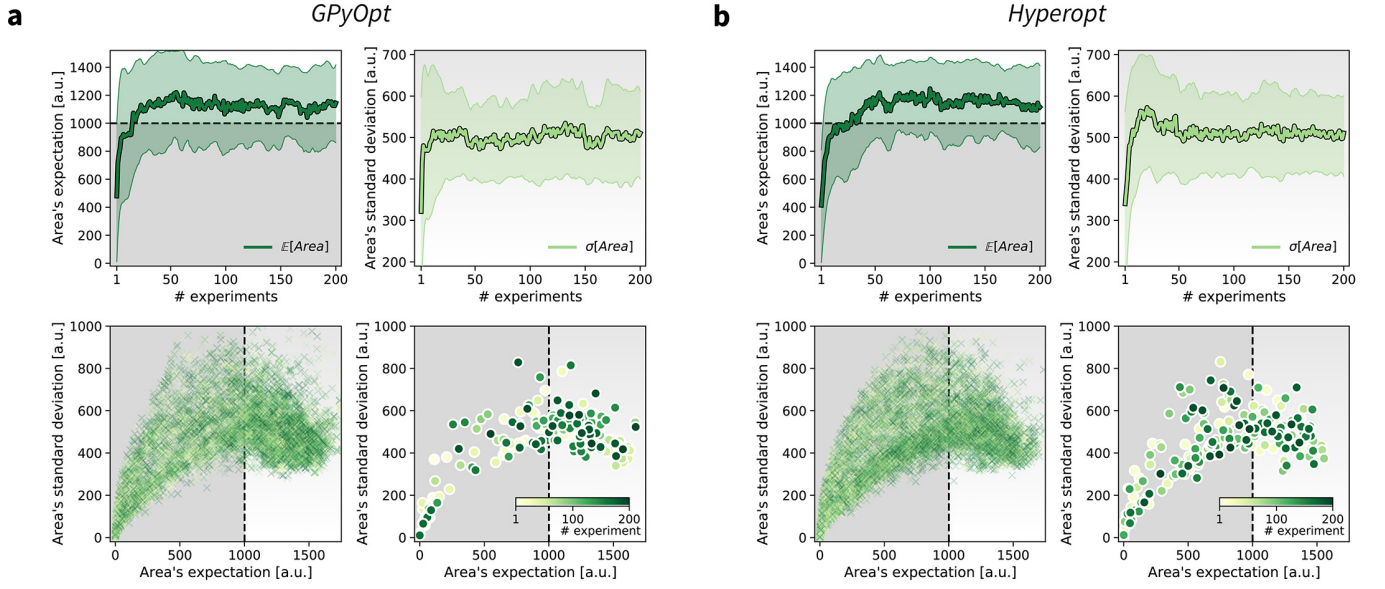 a
GPyOpt
b
Hyperopt
Area's expectation [a.u.]
1400
1200
1000
800
600
400
200
0
𝔼[Area]
1 50 100 150 200
# experiments
Area's standard deviation [a.u.]
700
600
500
400
300
200
σ[Area]
1 50 100 150 200
# experiments
Area's expectation [a.u.]
1400
1200
1000
800
600
400
200
0
𝔼[Area]
1 50 100 150 200
# experiments
Area's standard deviation [a.u.]
700
600
500
400
300
200
σ[Area]
1 50 100 150 200
# experiments
Area's standard deviation [a.u.]
1000
800
600
400
200
0
0 500 1000 1500
Area's expectation [a.u.]
Area's standard deviation [a.u.]
1000
800
600
400
200
0
1 100 200
# experiment
0 500 1000 1500
Area's expectation [a.u.]
Area's standard deviation [a.u.]
1000
800
600
400
200
0
0 500 1000 1500
Area's expectation [a.u.]
Area's standard deviation [a.u.]
1000
800
600
400
200
0
1 100 200
# experiment
0 500 1000 1500
Area's expectation [a.u.]